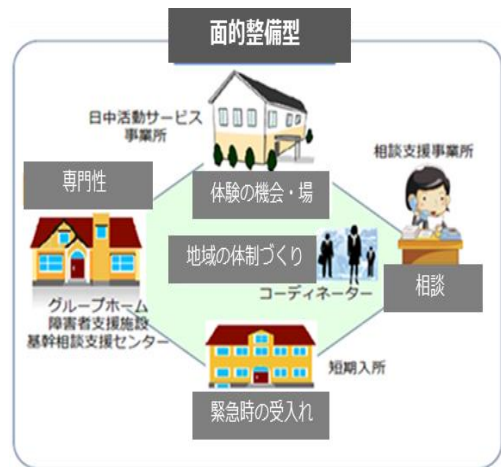 面的整備型
日中活動サービス
事業所
相談支援事業所
専門性
体験の機会・場
地域の体制づくり
コーディネーター
相談
グループホーム
障害者支援施設
基幹相談支援センター
短期入所
緊急時の受入れ